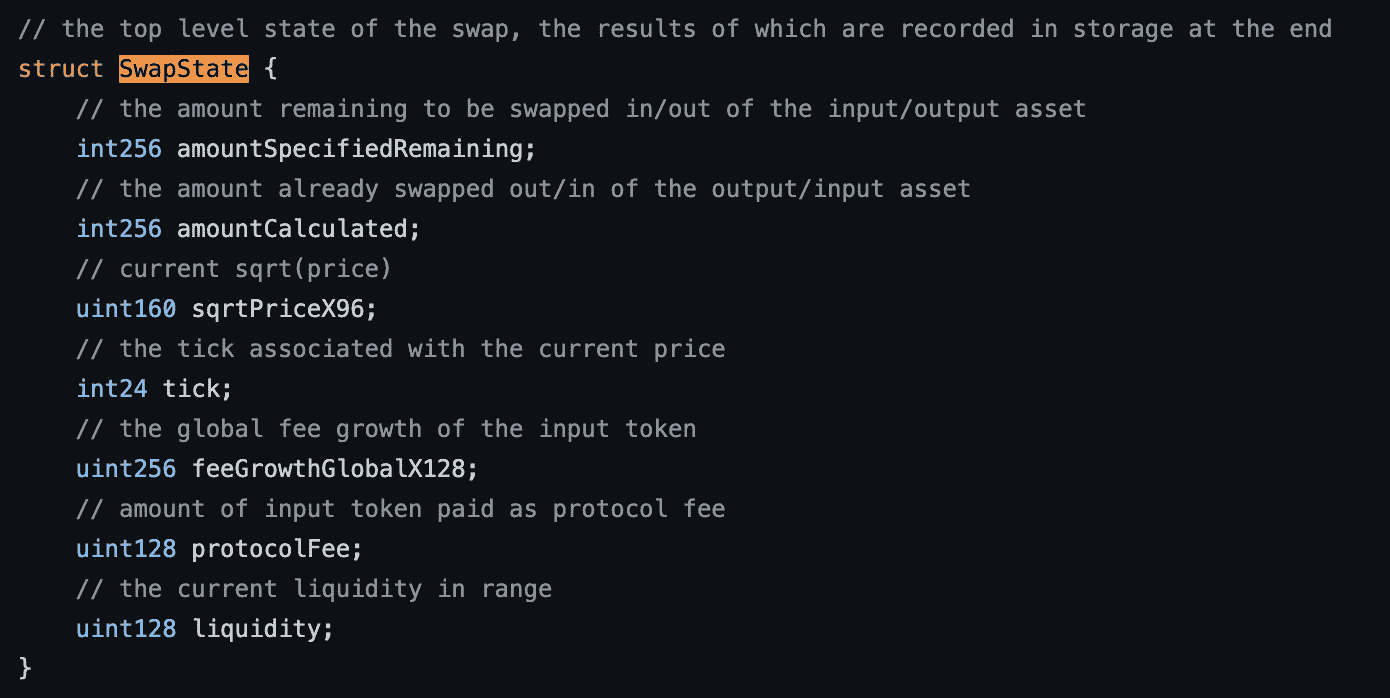 // the top level state of the swap, the results of which are recorded in storage at the end
struct SwapState {
    // the amount remaining to be swapped in/out of the input/output asset
    int256 amountSpecifiedRemaining;
    // the amount already swapped out/in of the output/input asset
    int256 amountCalculated;
    // current sqrt(price)
    uint160 sqrtPriceX96;
    // the tick associated with the current price
    int24 tick;
    // the global fee growth of the input token
    uint256 feeGrowthGlobalX128;
    // amount of input token paid as protocol fee
    uint128 protocolFee;
    // the current liquidity in range
    uint128 liquidity;
}